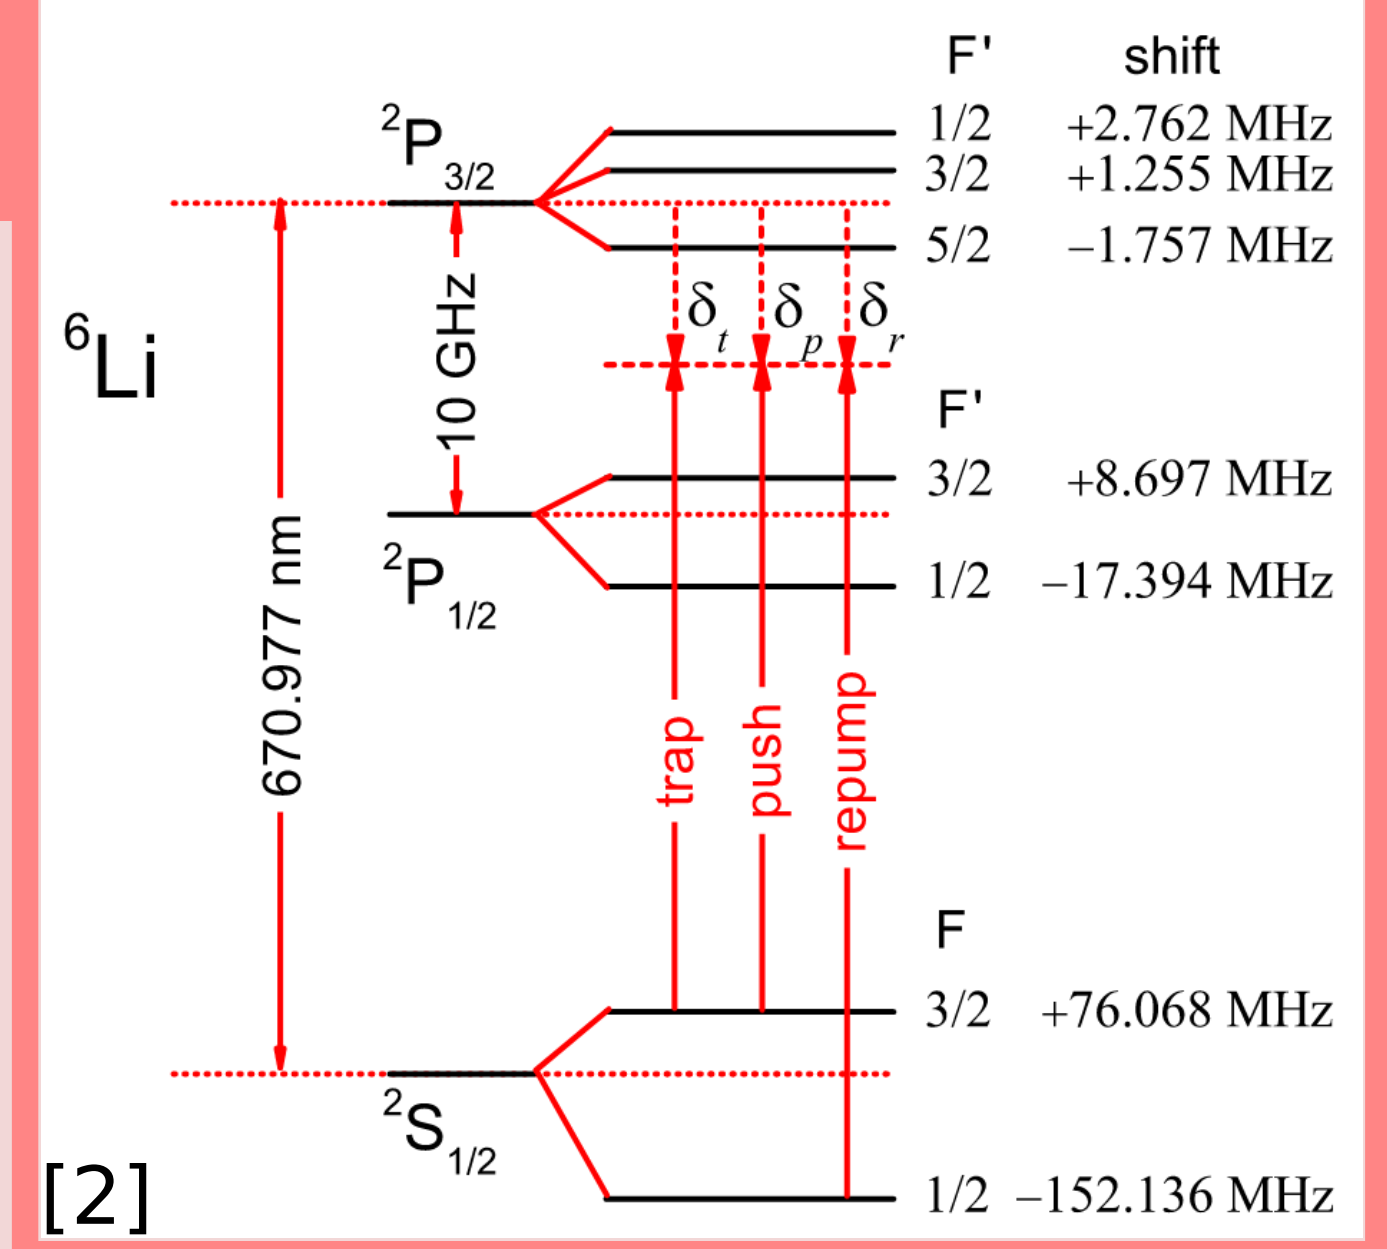 F' shift
²P3/2 1/2 +2.762 MHz
3/2 +1.255 MHz
5/2 −1.757 MHz
⁶Li
10 GHz
δt δp δr
F'
3/2 +8.697 MHz
²P1/2 1/2 −17.394 MHz
670.977 nm
trap
push
repump
F
3/2 +76.068 MHz
²S1/2
1/2 −152.136 MHz
[2]